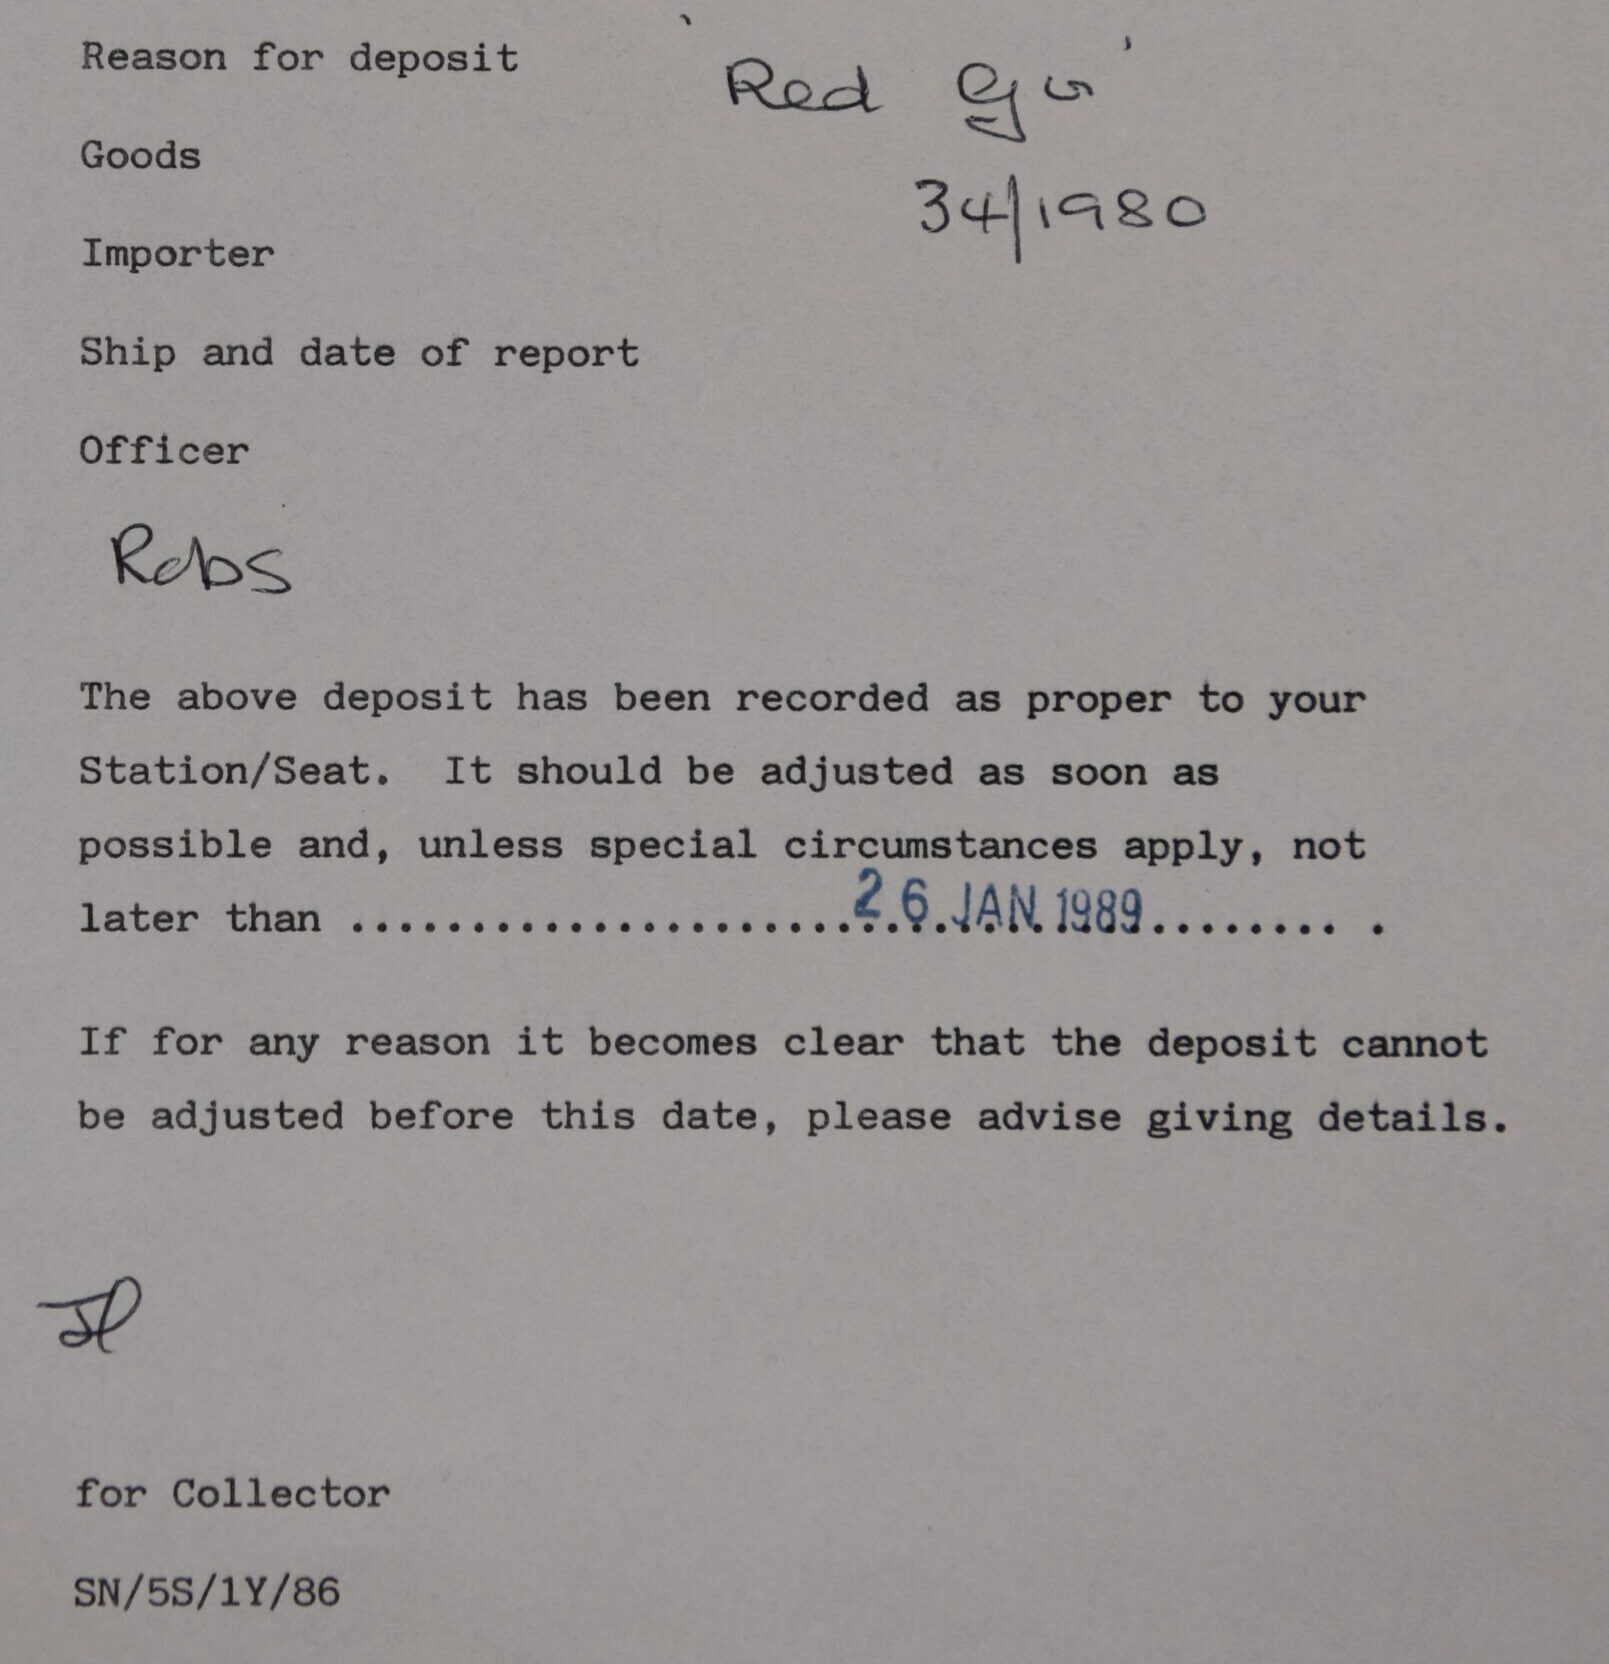 Reason for deposit
'Red Go'
Goods
34/1980
Importer
Ship and date of report
Officer
Robs
The above deposit has been recorded as proper to your
Station/Seat. It should be adjusted as soon as
possible and, unless special circumstances apply, not
later than ........................26 JAN 1989........ .
If for any reason it becomes clear that the deposit cannot
be adjusted before this date, please advise giving details.
for Collector
SN/5S/1Y/86